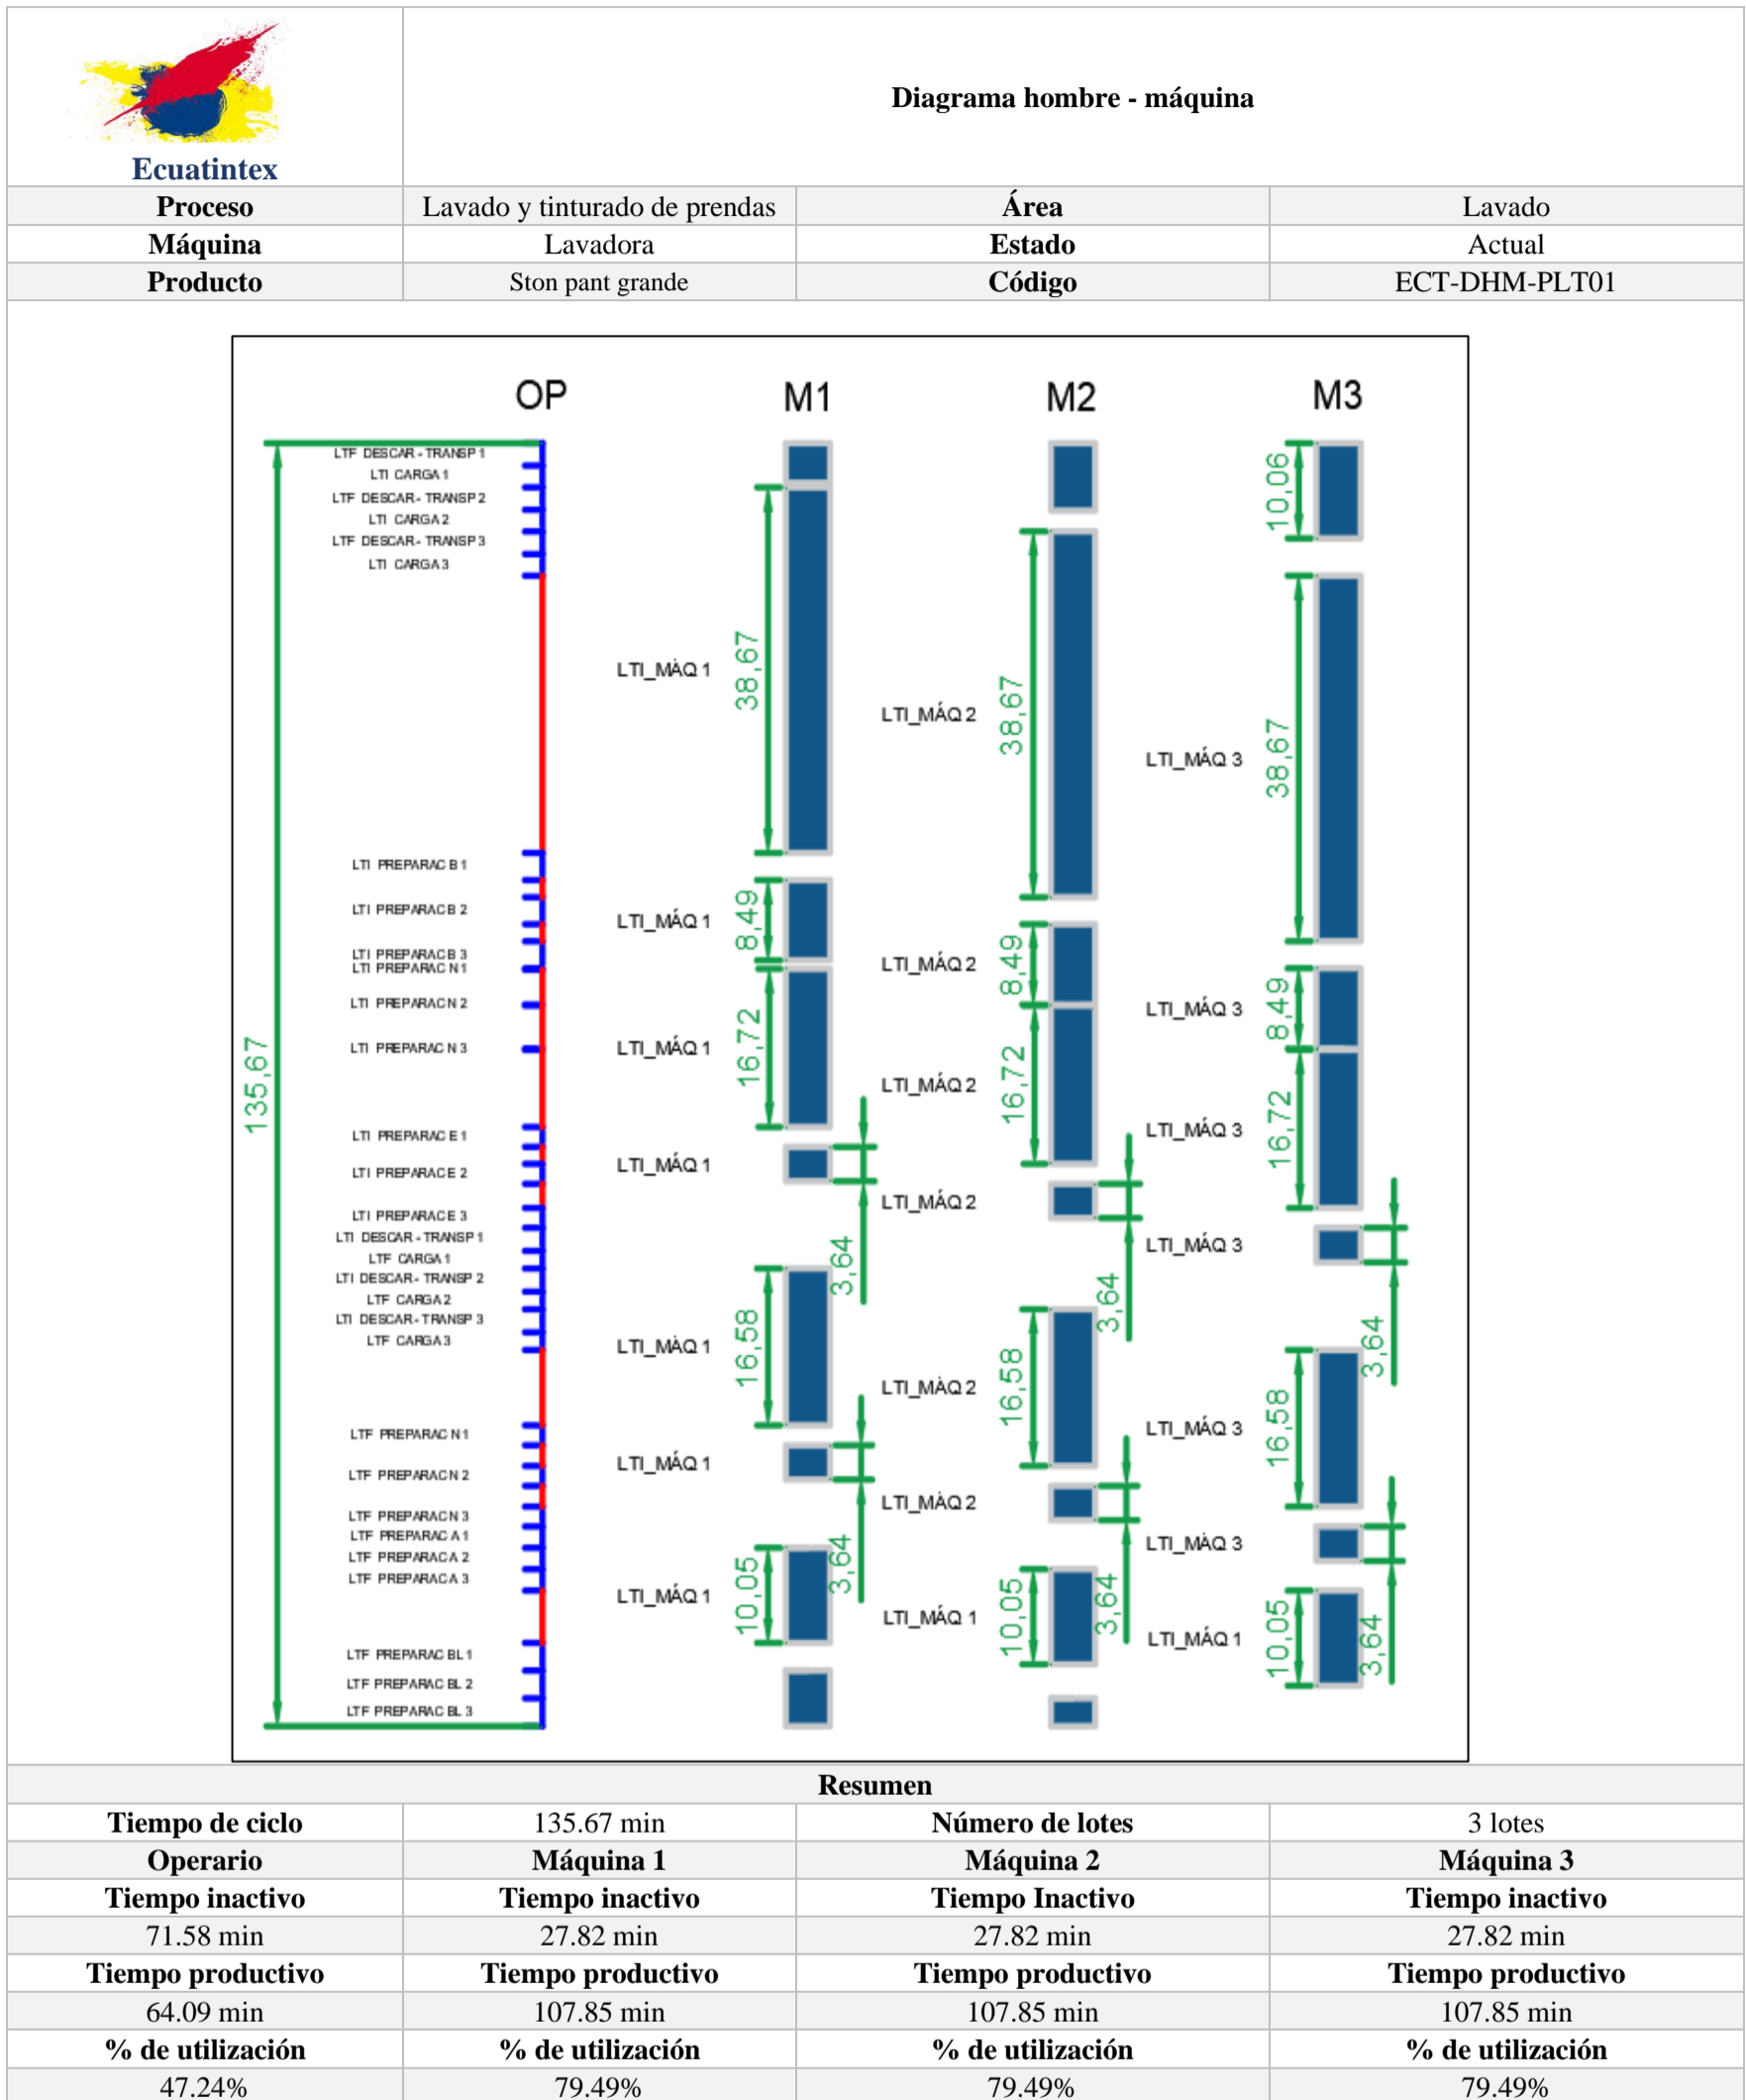 Ecuatintex
Diagrama hombre - máquina
Proceso Lavado y tinturado de prendas Área Lavado
Máquina Lavadora Estado Actual
Producto Ston pant grande Código ECT-DHM-PLT01
OP M1 M2 M3
LTF DESCAR - TRANSP 1
LTI CARGA 1
LTF DESCAR - TRANSP 2
LTI CARGA 2
LTF DESCAR - TRANSP 3
LTI CARGA 3
10,06
LTI_MÀQ 1
38,67
LTI_MÁQ 2
38,67
LTI_MÁQ 3
38,67
LTI PREPARAC B 1
LTI PREPARAC B 2
LTI PREPARAC B 3
LTI PREPARAC N 1
LTI PREPARAC N 2
LTI PREPARAC N 3
135,67
LTI_MÁQ 1
8,49
LTI_MÁQ 2
8,49
LTI_MÁQ 3
8,49
LTI_MÁQ 1
16,72
LTI_MÁQ 2
16,72
LTI_MÁQ 3
16,72
LTI PREPARAC E 1
LTI PREPARAC E 2
LTI PREPARAC E 3
LTI DESCAR - TRANSP 1
LTF CARGA 1
LTI DESCAR - TRANSP 2
LTF CARGA 2
LTI DESCAR - TRANSP 3
LTF CARGA 3
LTI_MÁQ 1
3,64
LTI_MÁQ 2
3,64
LTI_MÁQ 3
3,64
LTI_MÀQ 1
16,58
LTI_MÀQ 2
16,58
LTI_MÁQ 3
16,58
LTF PREPARAC N 1
LTF PREPARAC N 2
LTF PREPARAC N 3
LTF PREPARAC A 1
LTF PREPARAC A 2
LTF PREPARAC A 3
LTI_MÁQ 1
3,64
LTI_MÀQ 2
3,64
LTI_MÀQ 3
3,64
LTI_MÁQ 1
10,05
LTI_MÁQ 1
10,05
LTI_MÁQ 1
10,05
LTF PREPARAC BL 1
LTF PREPARAC BL 2
LTF PREPARAC BL 3
Resumen
Tiempo de ciclo 135.67 min Número de lotes 3 lotes
Operario Máquina 1 Máquina 2 Máquina 3
Tiempo inactivo Tiempo inactivo Tiempo Inactivo Tiempo inactivo
71.58 min 27.82 min 27.82 min 27.82 min
Tiempo productivo Tiempo productivo Tiempo productivo Tiempo productivo
64.09 min 107.85 min 107.85 min 107.85 min
% de utilización % de utilización % de utilización % de utilización
47.24% 79.49% 79.49% 79.49%